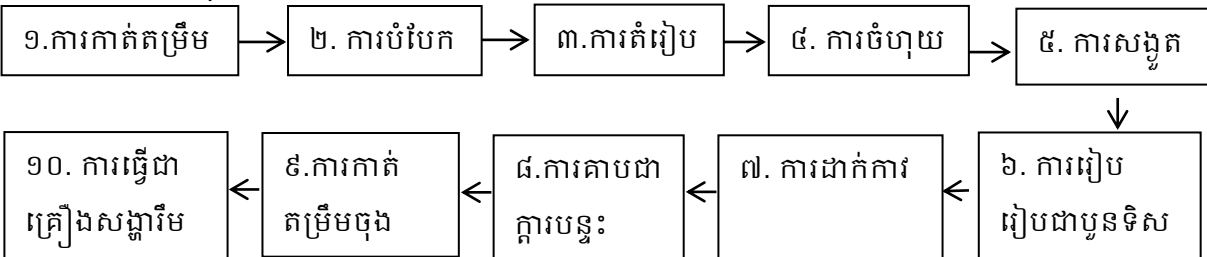 ១.ការកាត់តម្រឹម
២. ការបំបែក
៣.ការតំរៀប
៤. ការចំហុយ
៥. ការសង្ងួត
៦. ការរៀប
រៀបជាបួនទិស
៧. ការដាក់កាវ
៨.ការគាបជា
ក្តារបន្ទះ
៩.ការកាត់
តម្រឹមចុង
១០. ការធ្វើជា
គ្រឿងសង្ហារឹម